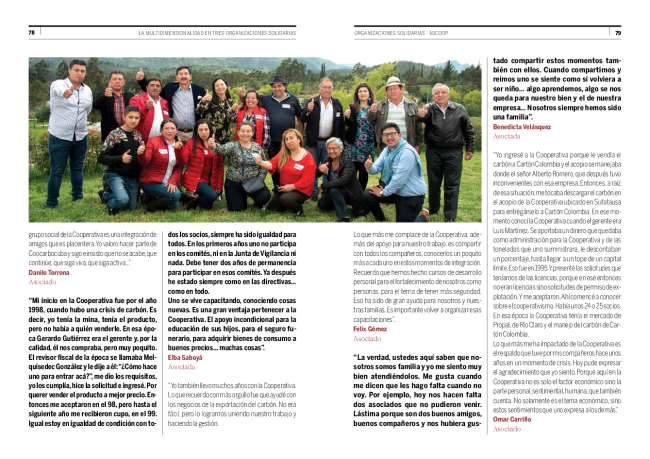 78
LA MULTIDIMENSIONALIDAD EN TRES ORGANIZACIONES SOLIDARIAS
grupo social de la Cooperativa es una integración de
amigos que es placentera. Yo valoro hacer parte de
Coocarbocuba y sigo e insisto que no se acabe, que
continúe, que siga viva, que siga activa...”
Danilo Torrona
Asociado
“Mi inicio en la Cooperativa fue por el año
1998, cuando hubo una crisis de carbón. Es
decir, yo tenía la mina, tenía el producto,
pero no había a quién venderle. En esa épo-
ca Gerardo Gutiérrez era el gerente y, por la
calidad, él nos compraba, pero muy poquito.
El revisor fiscal de la época se llamaba Mel-
quisedec González y le dije a él: “¿Cómo hace
uno para entrar acá?”, me dio los requisitos,
yo los cumplía, hice la solicitud e ingresé. Por
querer vender el producto a mejor precio. En-
tonces me aceptaron en el 98, pero hasta el
siguiente año me recibieron cupo, en el 99.
Igual estoy en igualdad de condición con to-
dos los socios, siempre ha sido igualdad para
todos. En los primeros años uno no participa
en los comités, ni en la Junta de Vigilancia ni
nada. Debe tener dos años de permanencia
para participar en esos comités. Ya después
he estado siempre como en las directivas...
como en todo.
Uno se vive capacitando, conociendo cosas
nuevas. Es una gran ventaja pertenecer a la
Cooperativa. El apoyo incondicional para la
educación de sus hijos, para el seguro fu-
nerario, para adquirir bienes de consumo a
buenos precios... muchas cosas”.
Elba Saboyá
Asociada
“Yo también llevo muchos años con la Cooperativa.
Lo que recuerdo con más orgullo fue que ayudé con
los negocios de la exportación del carbón. No era
fácil, pero lo logramos uniendo nuestro trabajo y
haciendo la gestión.
ORGANIZACIONES SOLIDARIAS - ASCOOP
79
Lo que más me complace de la Cooperativa, ade-
más del apoyo para nuestro trabajo, es compartir
con todos los compañeros, conocerlos un poquito
más a cada uno en estos momentos de integración.
Recuerdo que hemos hecho cursos de desarrollo
personal para el fortalecimiento de nosotros como
personas, para el tema de tener más seguridad.
Eso ha sido de gran ayuda para nosotros y nues-
tras familias. Es importante volver a organizar esas
capacitaciones”.
Felix Gómez
Asociado
“La verdad, ustedes aquí saben que no-
sotros somos familia y yo me siento muy
bien atendiéndolos. Me gusta cuando
me dicen que les hago falta cuando no
voy. Por ejemplo, hoy nos hacen falta
dos asociados que no pudieron venir.
Lástima porque son dos buenos amigos,
buenos compañeros y nos hubiera gus-
tado compartir estos momentos tam-
bién con ellos. Cuando compartimos y
reímos uno se siente como si volviera a
ser niño... algo aprendemos, algo se nos
queda para nuestro bien y el de nuestra
empresa... Nosotros siempre hemos sido
una familia”.
Benedicta Velásquez
Asociada
“Yo ingresé a la Cooperativa porque le vendía el
carbón a Cartón Colombia y el acopio se manejaba
donde el señor Alberto Romero, que después tuvo
inconvenientes con esa empresa. Entonces, a raíz
de esa situación, me tocaba descargar el carbón en
el acopio de la Cooperativa ubicado en Sutatausa
para entregárselo a Cartón Colombia. En ese mo-
mento conocí la Cooperativa cuando el gerente era
Luis Martínez. Se aportaba un dinero que quedaba
como administración para la Cooperativa y de las
toneladas que uno suministrara, le descontaban
un porcentaje, hasta llegar a un tope de un capital
límite. Eso fue en 1995. Y presenté las solicitudes que
teníamos de las licencias, porque en ese entonces
no eran licencias sino solicitudes de permiso de ex-
plotación. Y me aceptaron. Ahí comencé a conocer
sobre el cooperativismo. Había unos 24 o 25 socios.
En esa época la Cooperativa tenía el mercado de
Propal, de Río Claro y el manejo del carbón de Car-
tón Colombia.
Lo que más me ha impactado de la Cooperativa es
el respaldo que tuve por mis compañeros hace unos
años en un momento de crisis. Hoy pude expresar
el agradecimiento que yo siento. Porque aquí en la
Cooperativa no es solo el factor económico sino la
parte personal, sentimental, humana, que también
cuenta. No solamente es el tema económico, sino
estos sentimientos que uno expresa a los demás.”
Omar Carrillo
Asociado